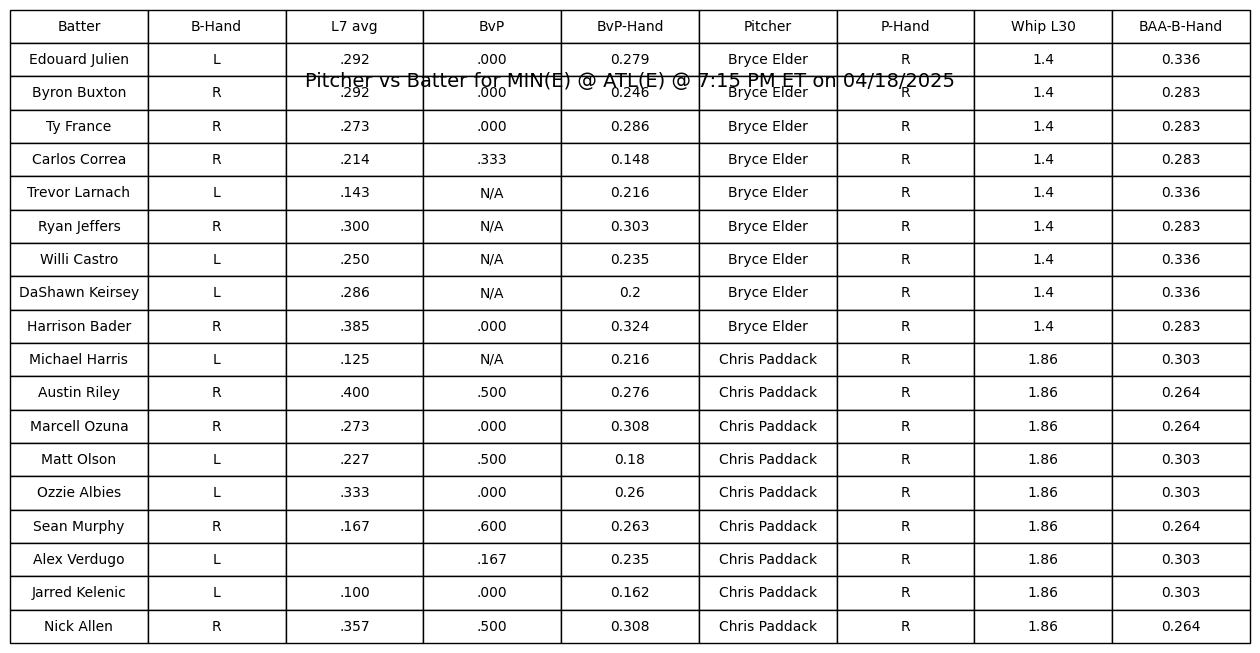 Batter B-Hand L7 avg BvP BvP-Hand Pitcher P-Hand Whip L30 BAA-B-Hand
Edouard Julien L .292 .000 0.279 Bryce Elder R 1.4 0.336
Pitcher vs Batter for MIN(E) @ ATL(E) @ 7:15 PM ET on 04/18/2025
Byron Buxton R .292 .000 0.246 Bryce Elder R 1.4 0.283
Ty France R .273 .000 0.286 Bryce Elder R 1.4 0.283
Carlos Correa R .214 .333 0.148 Bryce Elder R 1.4 0.283
Trevor Larnach L .143 N/A 0.216 Bryce Elder R 1.4 0.336
Ryan Jeffers R .300 N/A 0.303 Bryce Elder R 1.4 0.283
Willi Castro L .250 N/A 0.235 Bryce Elder R 1.4 0.336
DaShawn Keirsey L .286 N/A 0.2 Bryce Elder R 1.4 0.336
Harrison Bader R .385 .000 0.324 Bryce Elder R 1.4 0.283
Michael Harris L .125 N/A 0.216 Chris Paddack R 1.86 0.303
Austin Riley R .400 .500 0.276 Chris Paddack R 1.86 0.264
Marcell Ozuna R .273 .000 0.308 Chris Paddack R 1.86 0.264
Matt Olson L .227 .500 0.18 Chris Paddack R 1.86 0.303
Ozzie Albies L .333 .000 0.26 Chris Paddack R 1.86 0.303
Sean Murphy R .167 .600 0.263 Chris Paddack R 1.86 0.264
Alex Verdugo L .167 0.235 Chris Paddack R 1.86 0.303
Jarred Kelenic L .100 .000 0.162 Chris Paddack R 1.86 0.303
Nick Allen R .357 .500 0.308 Chris Paddack R 1.86 0.264